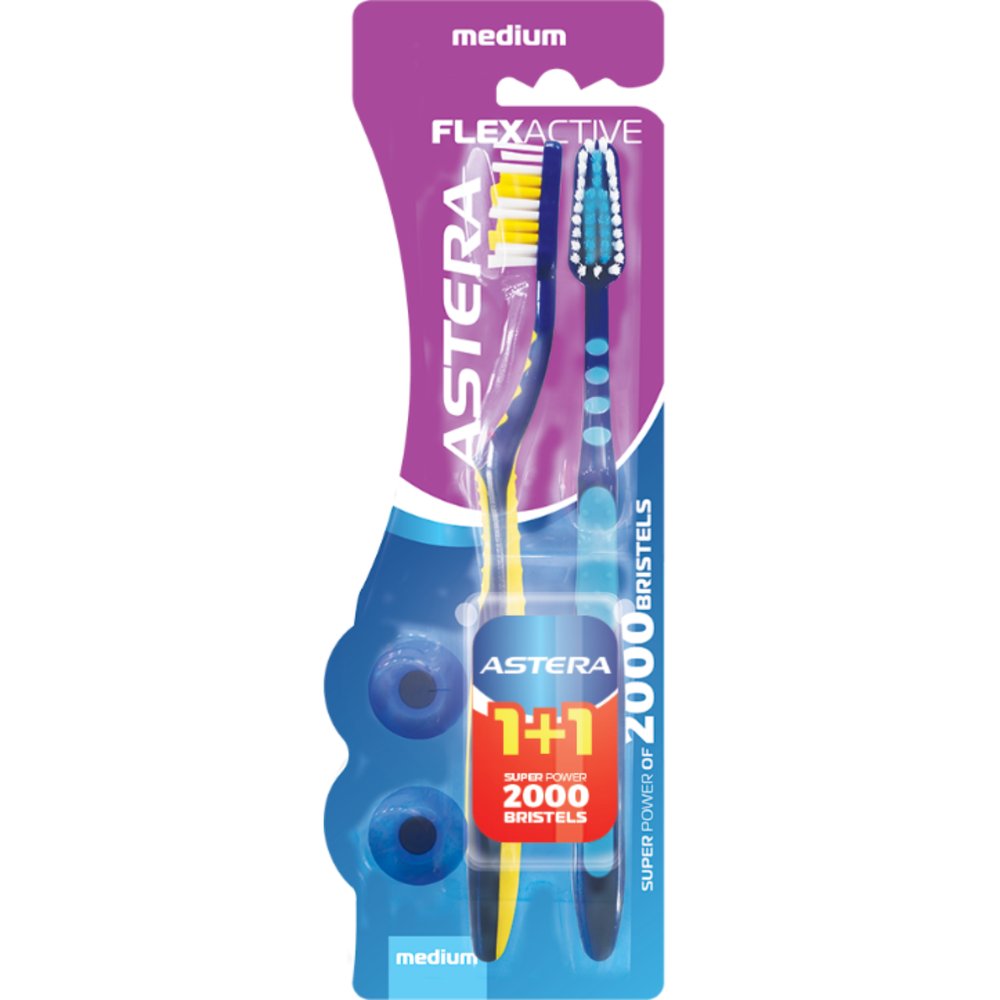 medium
FLEXACTIVE
ASTERA
SUPER POWER OF 2000 BRISTELS
ASTERA
1+1
SUPER POWER
2000
BRISTELS
medium